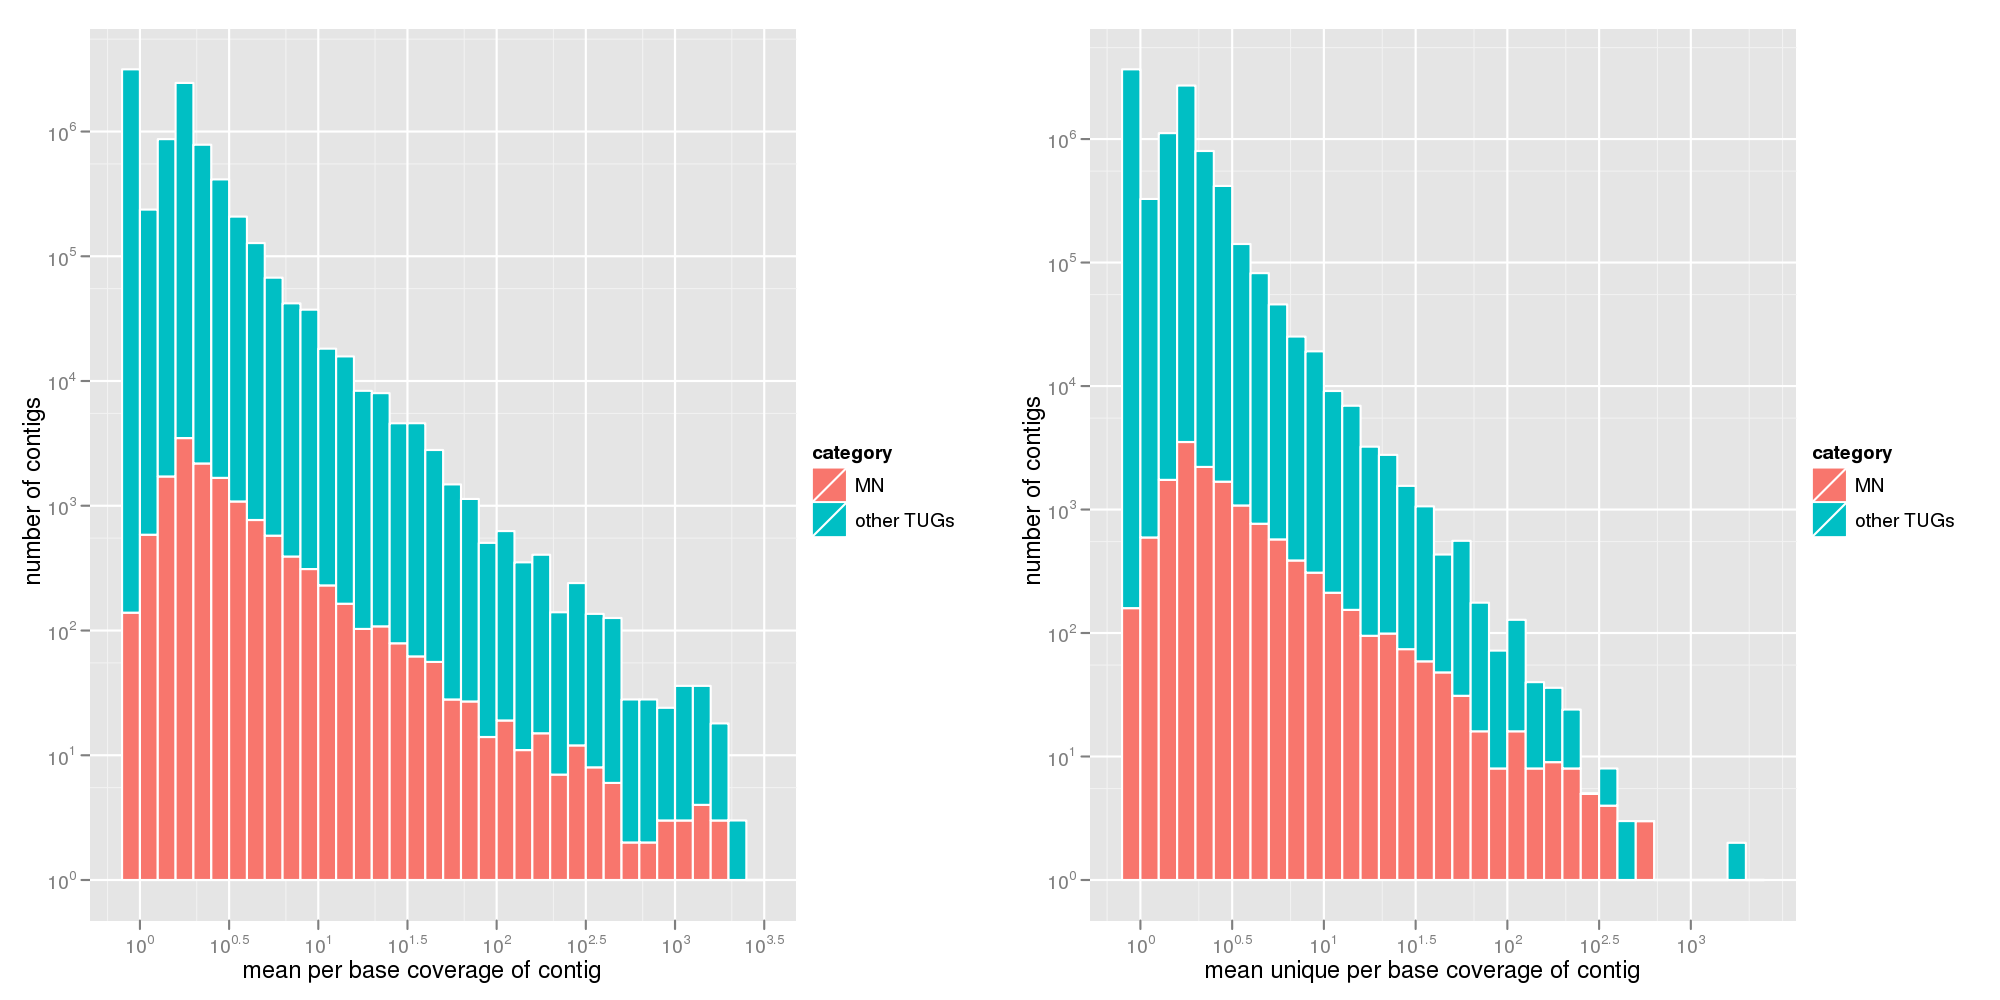 number of contigs
10^6
10^5
10^4
10^3
10^2
10^1
10^0
10^0 10^0.5 10^1 10^1.5 10^2 10^2.5 10^3 10^3.5
mean per base coverage of contig
category
MN
other TUGs
number of contigs
10^6
10^5
10^4
10^3
10^2
10^1
10^0
10^0 10^0.5 10^1 10^1.5 10^2 10^2.5 10^3
mean unique per base coverage of contig
category
MN
other TUGs